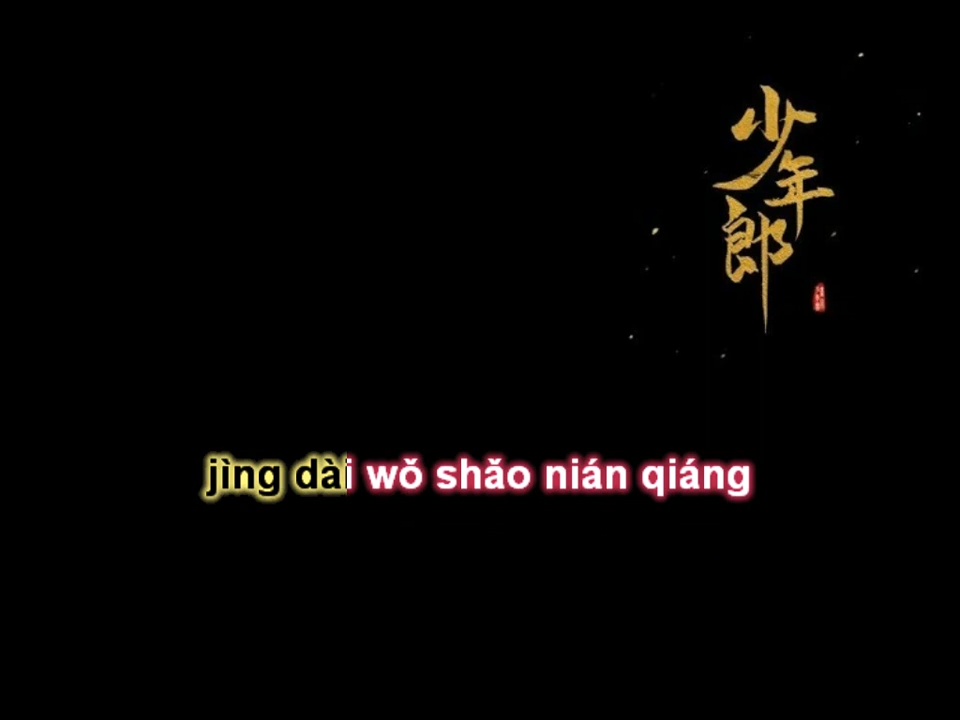 少年郎
jìng dài wǒ shǎo nián qiáng